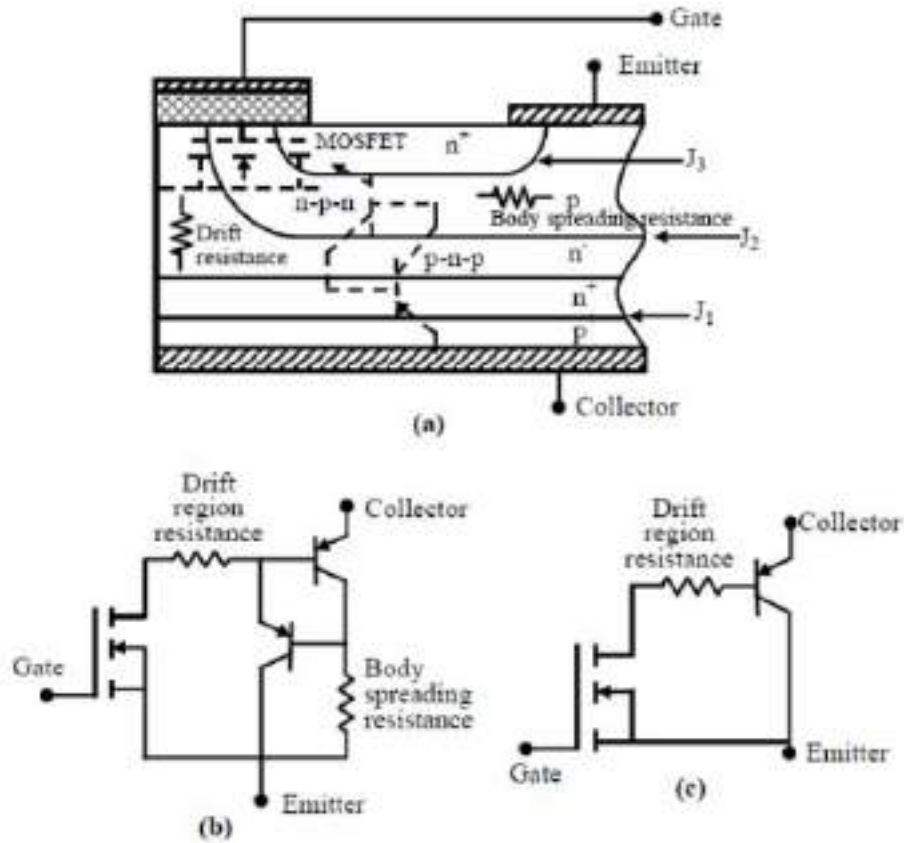 Gate
Emitter
MOSFET
n+
J3
n-p-n
p
Body spreading resistance
J2
Drift
resistance
n-
p-n-p
n+
J1
p
Collector
(a)
Drift
region
resistance
Collector
Gate
Body
spreading
resistance
Emitter
(b)
Drift
region
resistance
Collector
Gate
Emitter
(c)